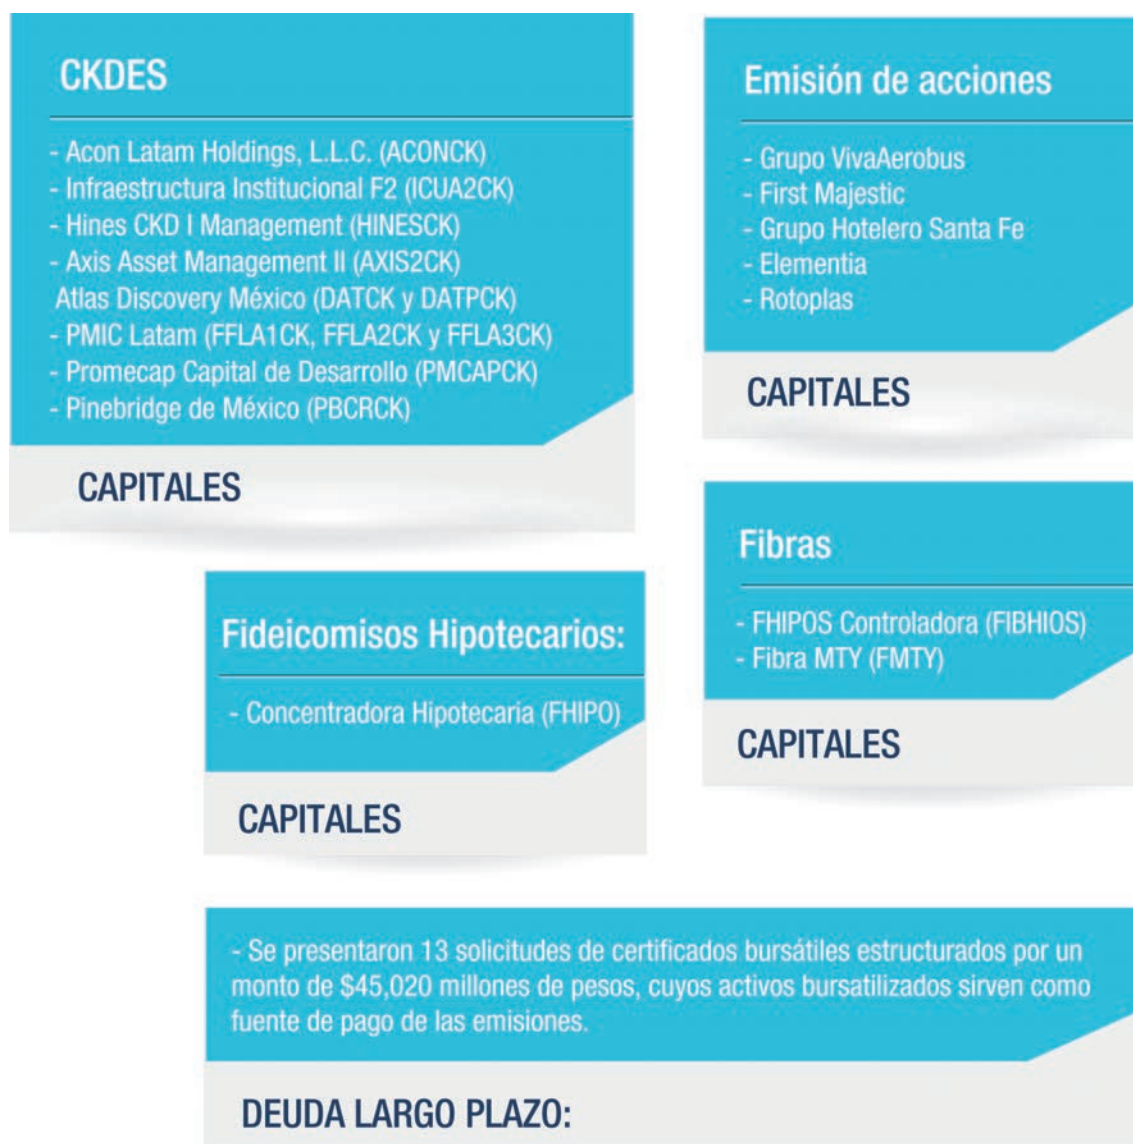 CKDES
- Acon Latam Holdings, L.L.C. (ACONCK)
- Infraestructura Institucional F2 (ICUA2CK)
- Hines CKD I Management (HINESCK)
- Axis Asset Management II (AXIS2CK)
Atlas Discovery México (DATCK y DATPCK)
- PMIC Latam (FFLA1CK, FFLA2CK y FFLA3CK)
- Promecap Capital de Desarrollo (PMCAPCK)
- Pinebridge de México (PBCRCK)
CAPITALES
Emisión de acciones
- Grupo VivaAerobus
- First Majestic
- Grupo Hotelero Santa Fe
- Elementia
- Rotoplas
CAPITALES
Fideicomisos Hipotecarios:
- Concentradora Hipotecaria (FHIPO)
CAPITALES
Fibras
- FHIPOS Controladora (FIBHIOS)
- Fibra MTY (FMTY)
CAPITALES
- Se presentaron 13 solicitudes de certificados bursátiles estructurados por un
monto de $45,020 millones de pesos, cuyos activos bursatilizados sirven como
fuente de pago de las emisiones.
DEUDA LARGO PLAZO: